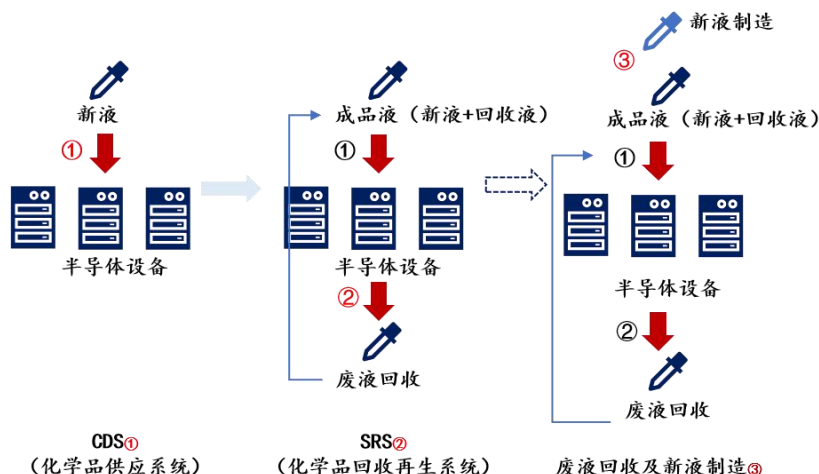 新液
①
半导体设备
CDS①
（化学品供应系统）
成品液（新液+回收液）
①
半导体设备
②
废液回收
SRS②
（化学品回收再生系统）
新液制造
③
成品液（新液+回收液）
①
半导体设备
②
废液回收
废液回收及新液制造③